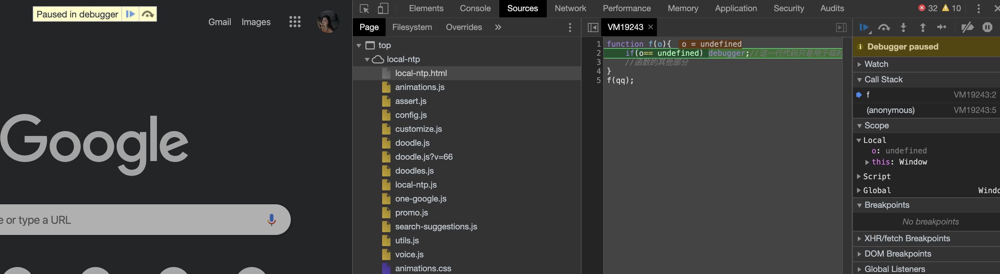 Paused in debugger
Gmail Images
Google
e or type a URL
Elements Console Sources Network Performance Memory Application Security Audits 32 10
Page Filesystem Overrides »
top
local-ntp
local-ntp.html
animations.js
assert.js
config.js
customize.js
doodle.js
doodle.js?v=66
doodles.js
local-ntp.js
one-google.js
promo.js
search-suggestions.js
utils.js
voice.js
animations.css
VM19243 ×
1 function f(o){ o = undefined
2 if(o== undefined) debugger;//这一行代码只是用于临时
3 //函数的其他部分
4 }
5 f(qq);
Debugger paused
Watch
Call Stack
f VM19243:2
(anonymous) VM19243:5
Scope
Local
o: undefined
this: Window
Script
Global Windo
Breakpoints
No breakpoints
XHR/fetch Breakpoints
DOM Breakpoints
Global Listeners